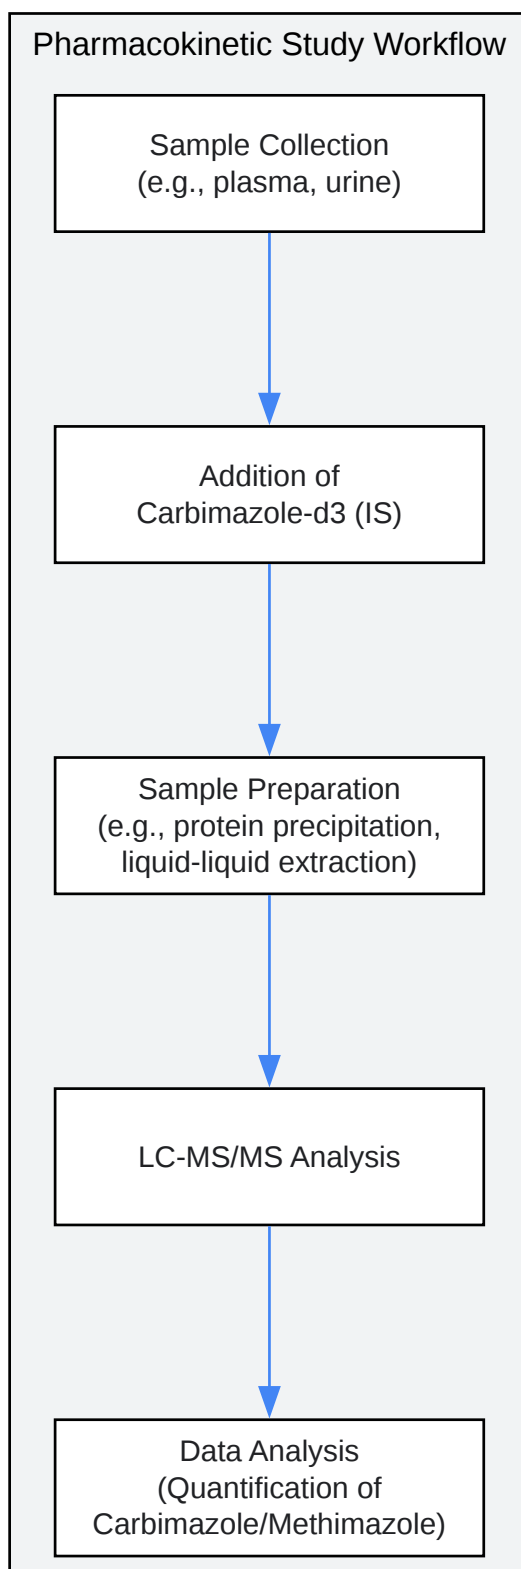 Pharmacokinetic Study Workflow
Sample Collection
(e.g., plasma, urine)
Addition of
Carbimazole-d3 (IS)
Sample Preparation
(e.g., protein precipitation,
liquid-liquid extraction)
LC-MS/MS Analysis
Data Analysis
(Quantification of
Carbimazole/Methimazole)